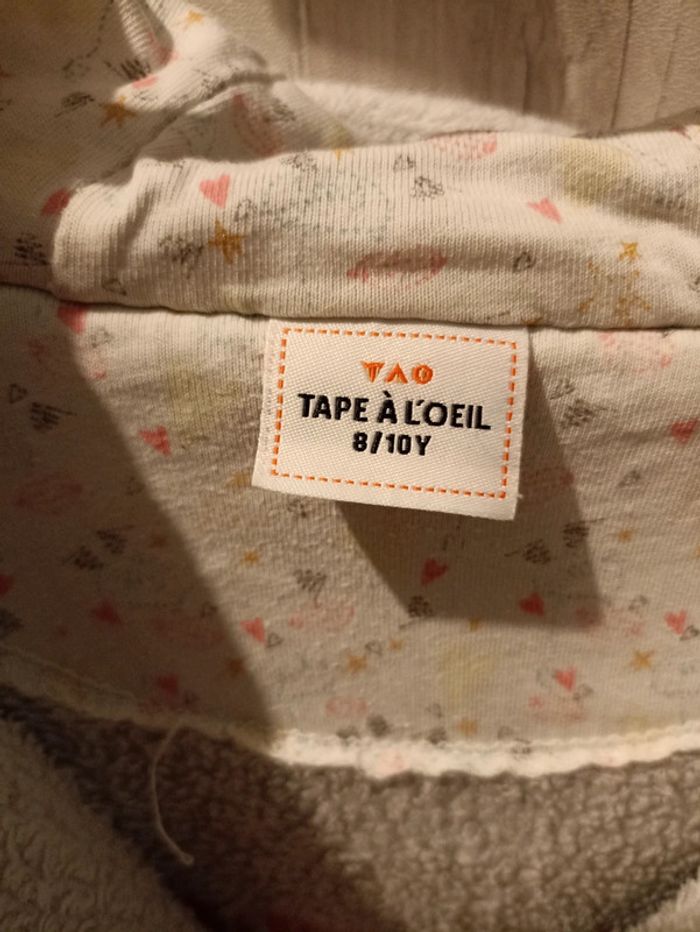 TAO
TAPE À L'OEIL
8/10Y